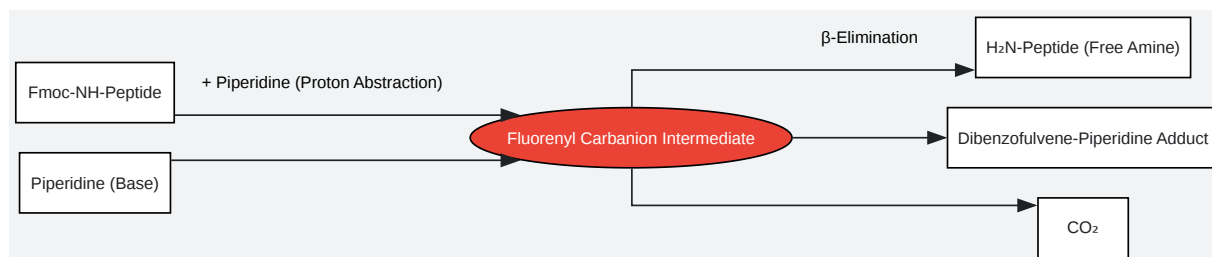 Fmoc-NH-Peptide
+ Piperidine (Proton Abstraction)
Piperidine (Base)
Fluorenyl Carbanion Intermediate
β-Elimination
H₂N-Peptide (Free Amine)
Dibenzofulvene-Piperidine Adduct
CO₂